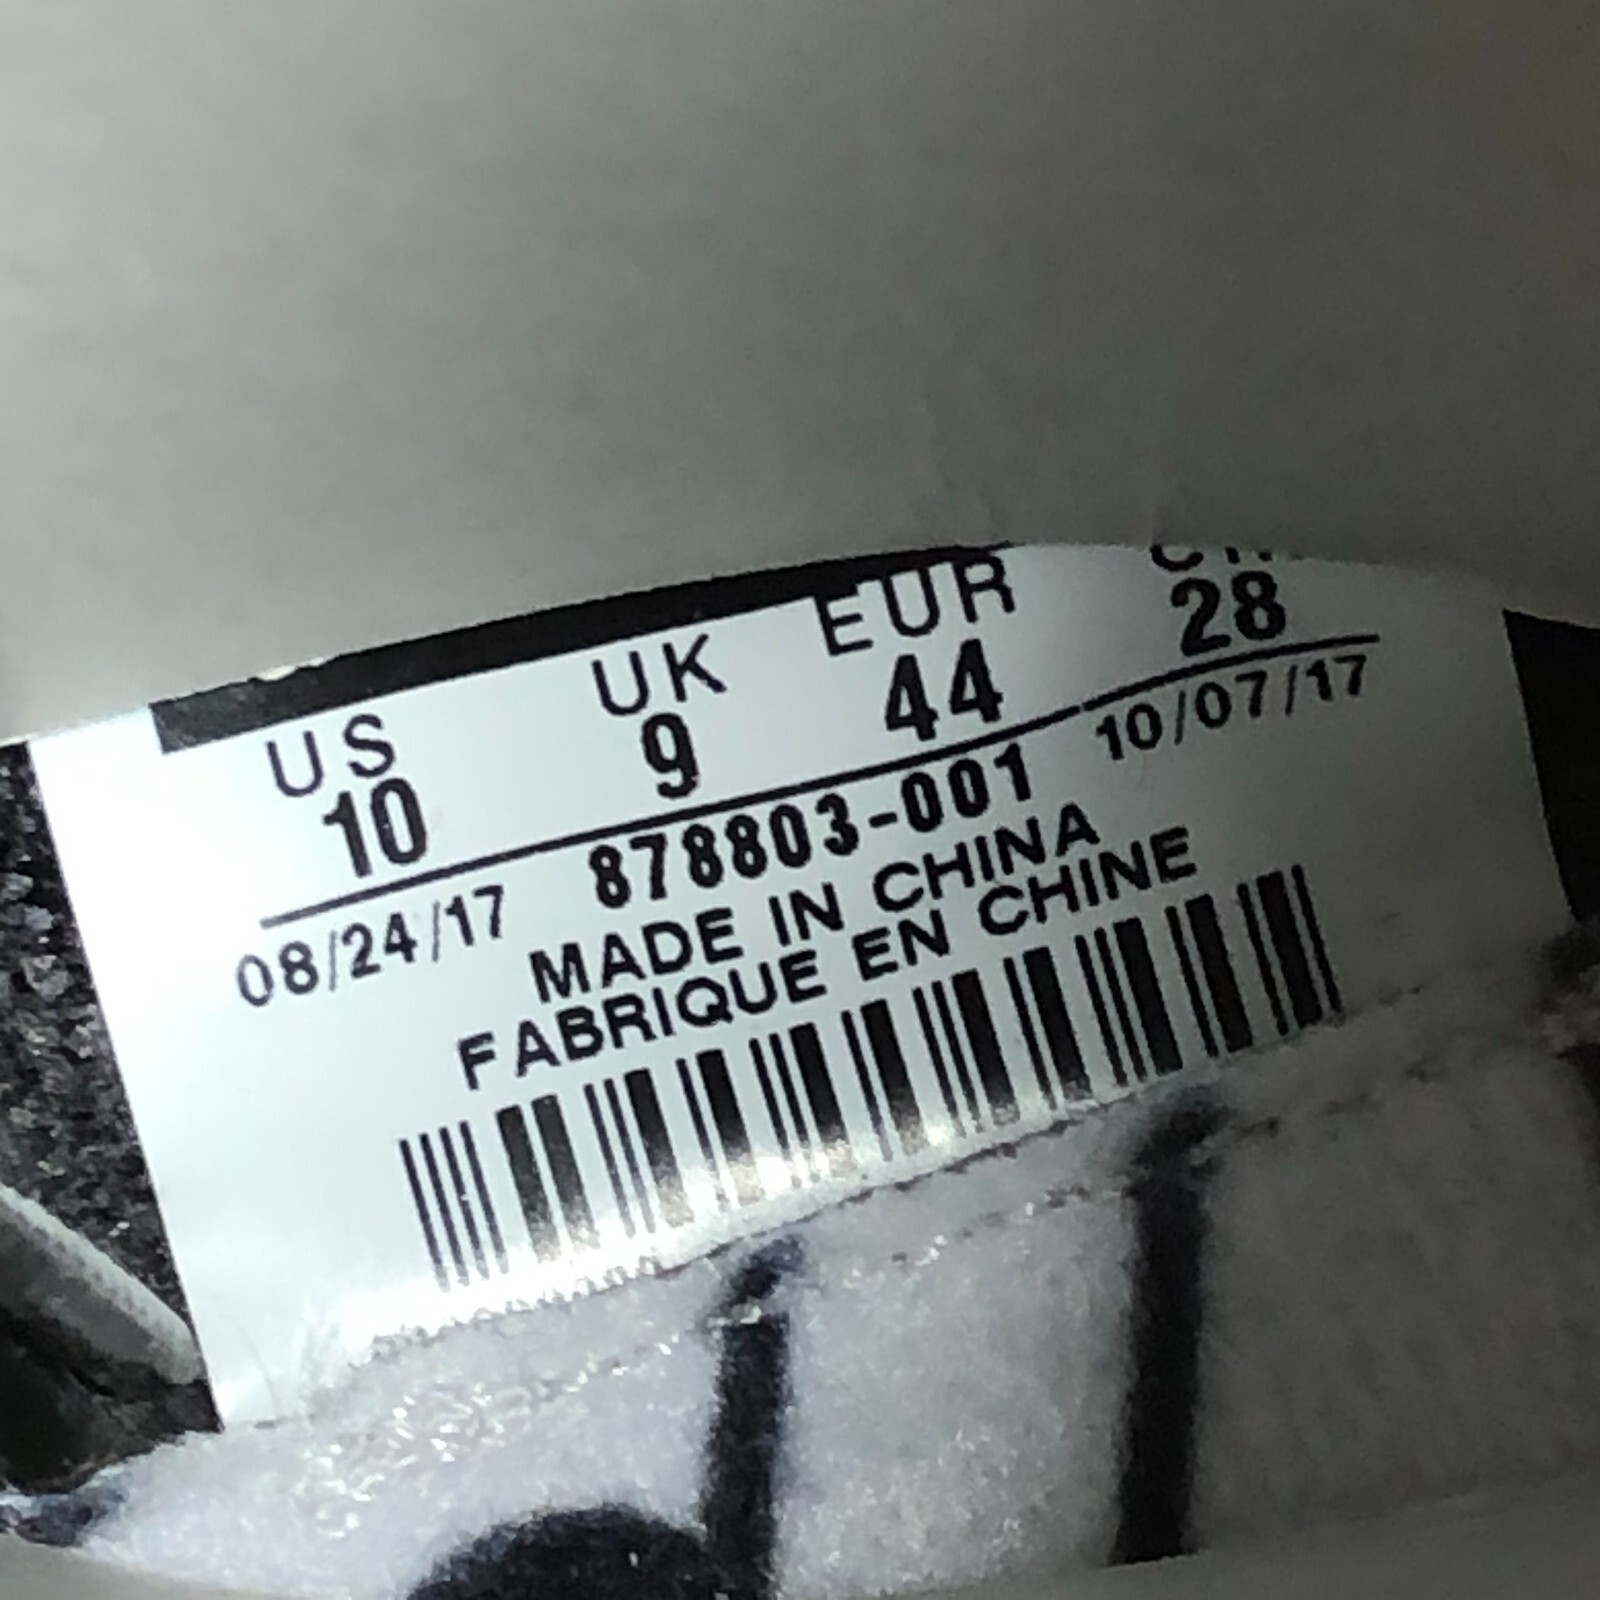 US UK EUR
10 9 44 28
08/24/17 878803-001 10/07/17
MADE IN CHINA
FABRIQUE EN CHINE